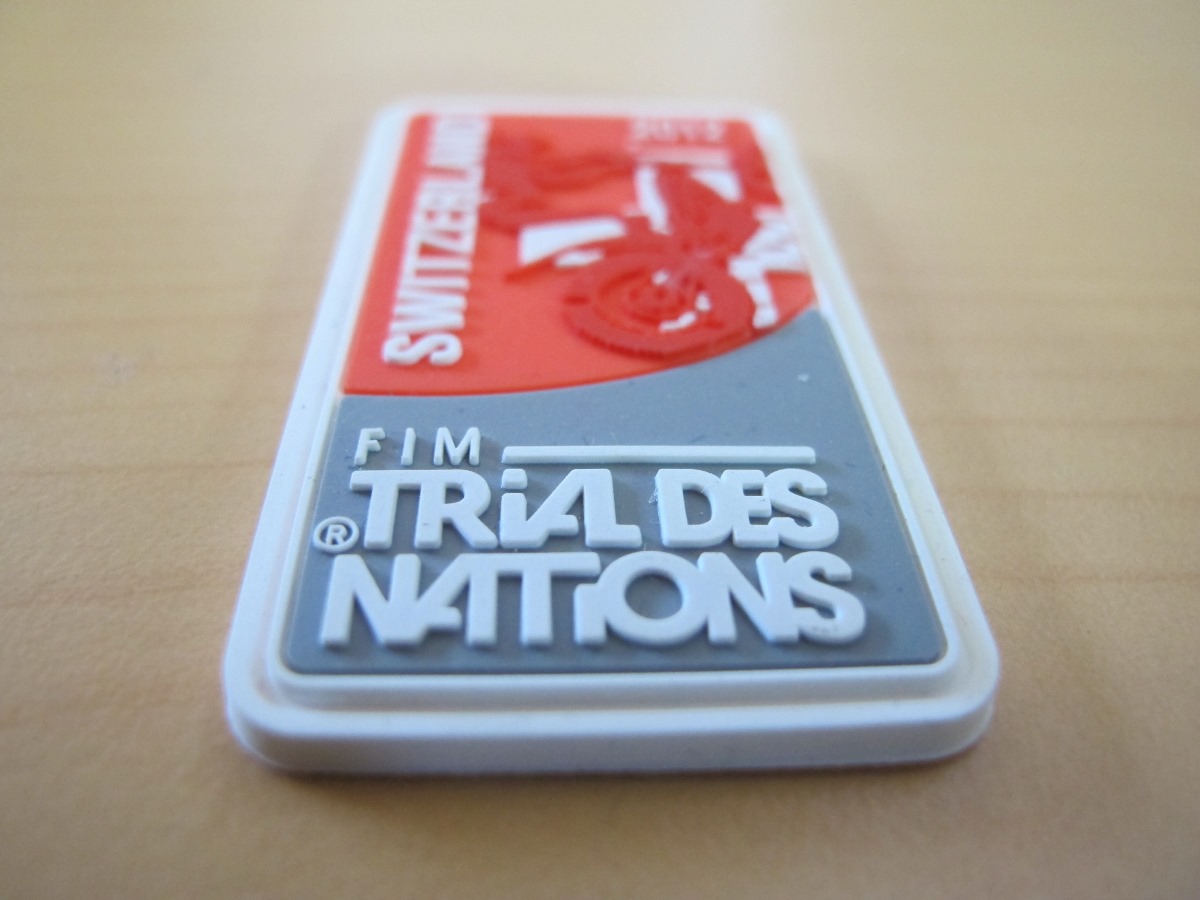 SWITZERLAND
FIM
TRiAL DES
® NATiONS